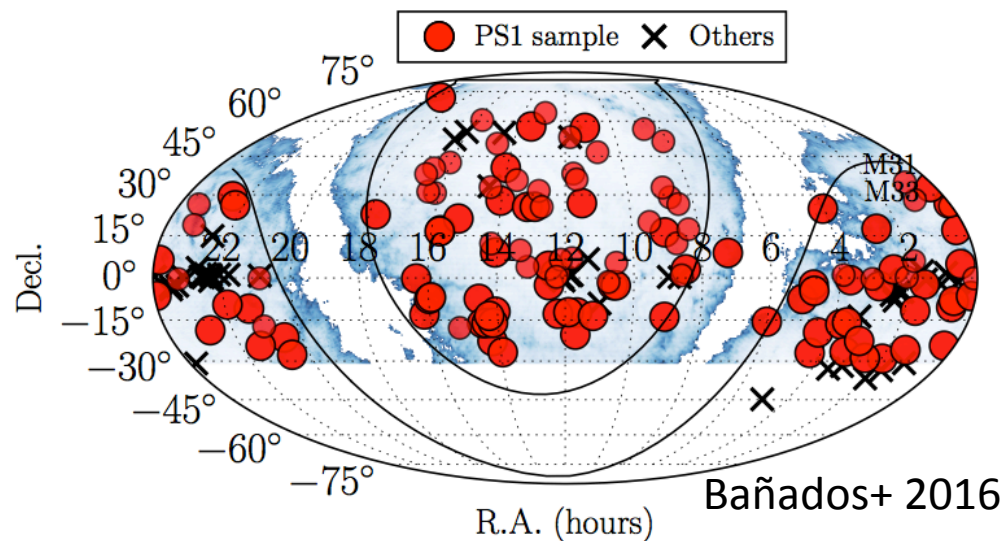 PS1 sample Others
75°
60°
45°
30°
15°
0°
−15°
−30°
−45°
−60°
−75°
M31
M33
22 20 18 16 14 12 10 8 6 4 2
Decl.
R.A. (hours)
Bañados+ 2016